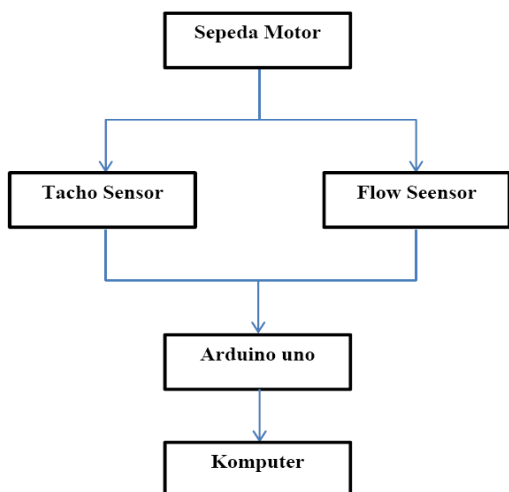 Sepeda Motor
Tacho Sensor
Flow Seensor
Arduino uno
Komputer